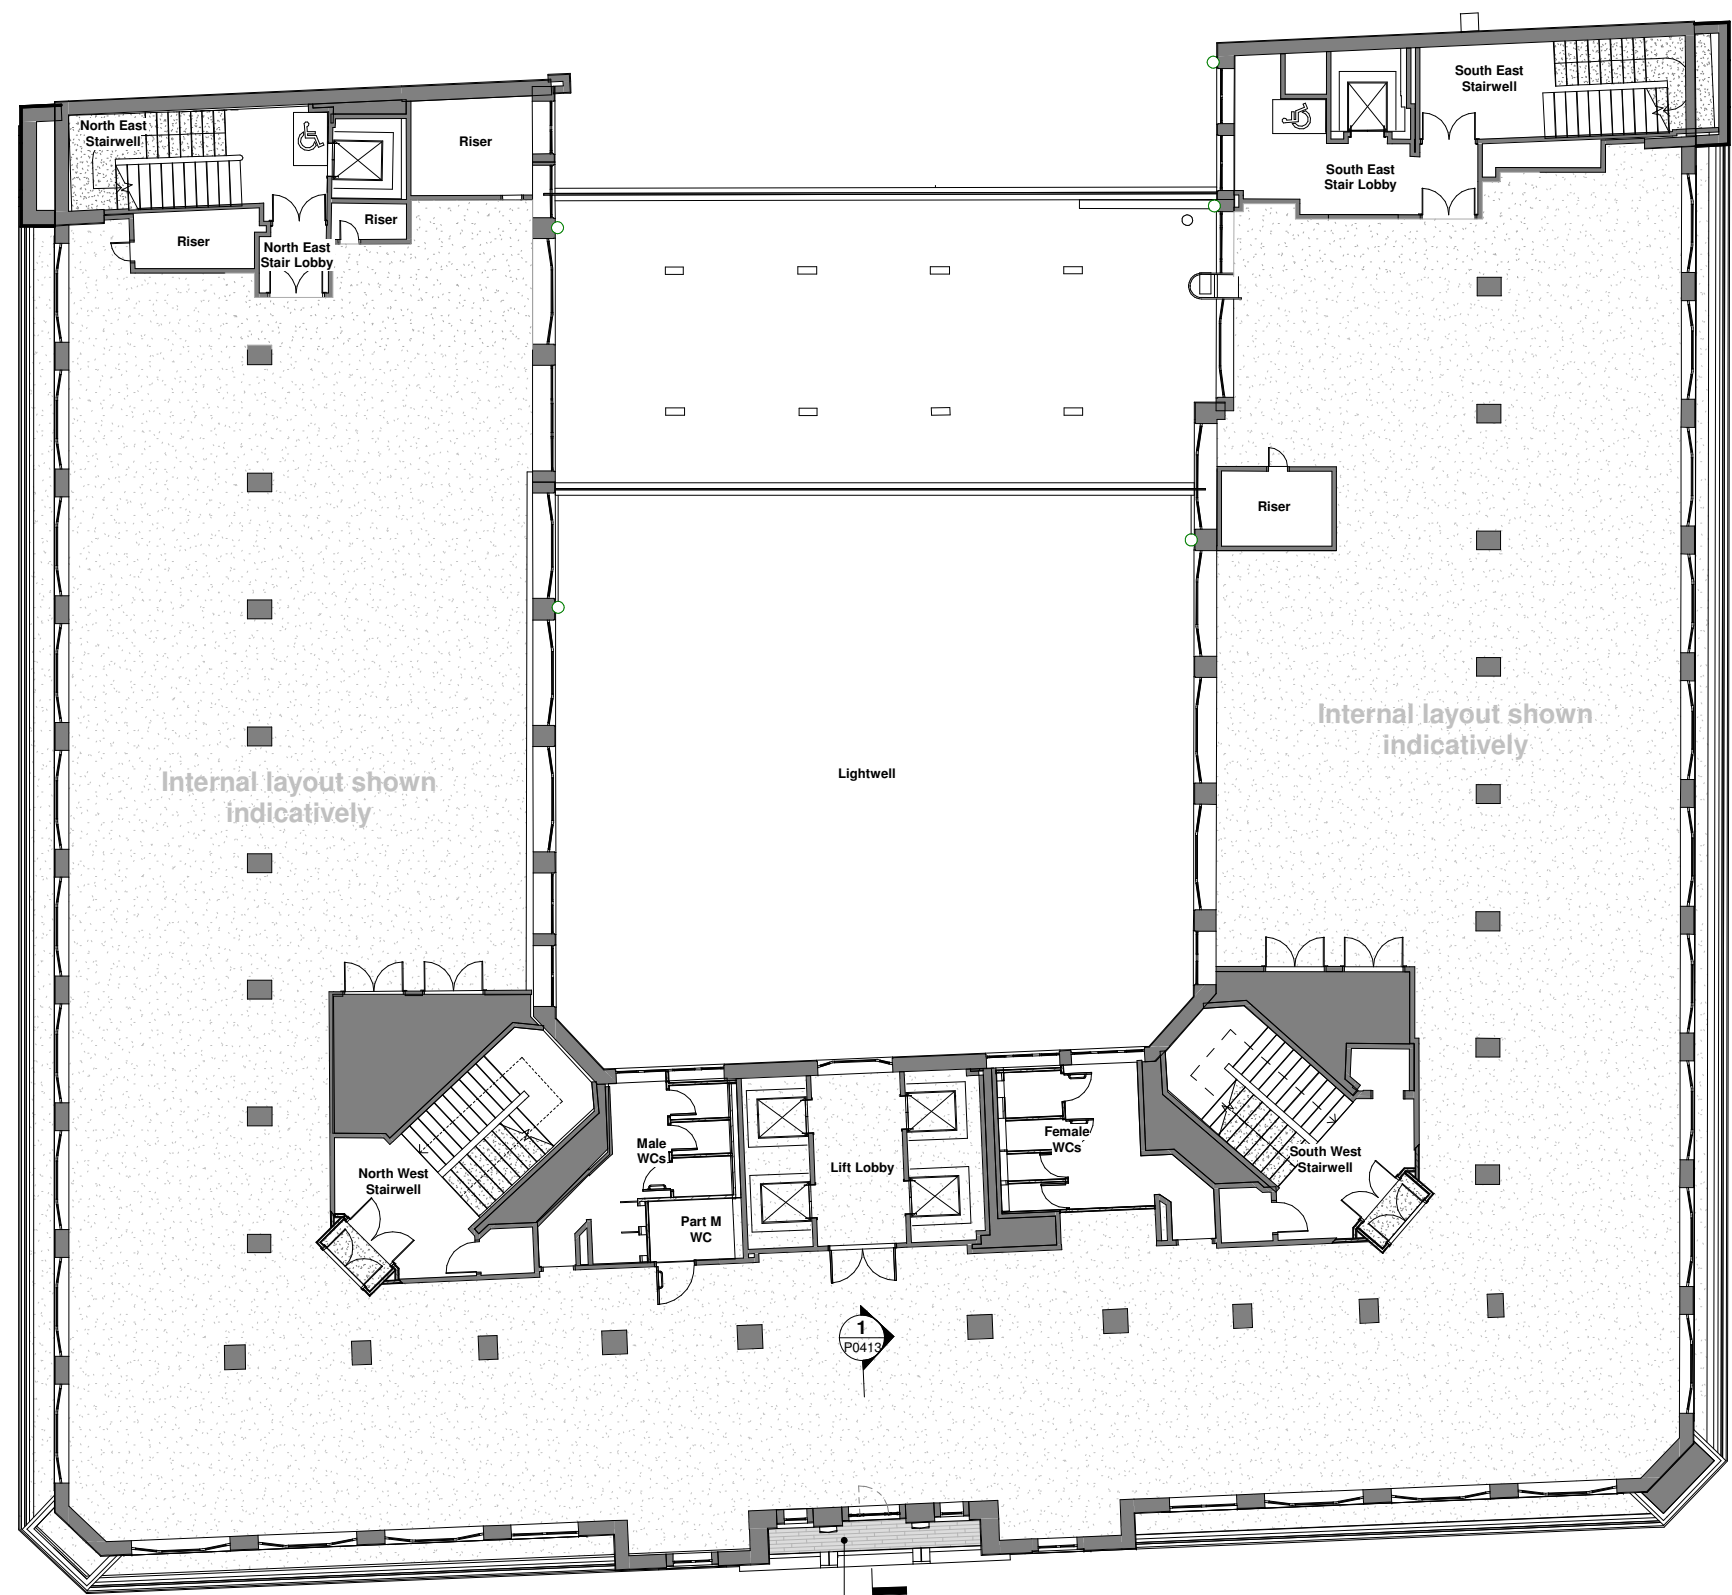 South East
Stairwell
North East
Stairwell
Riser
South East
Stair Lobby
Riser
Riser
North East
Stair Lobby
Riser
Internal layout shown
indicatively
Lightwell
Internal layout shown
indicatively
Male
WCs
Female
WCs
Lift Lobby
North West
Stairwell
South West
Stairwell
Part M
WC
1
P0413